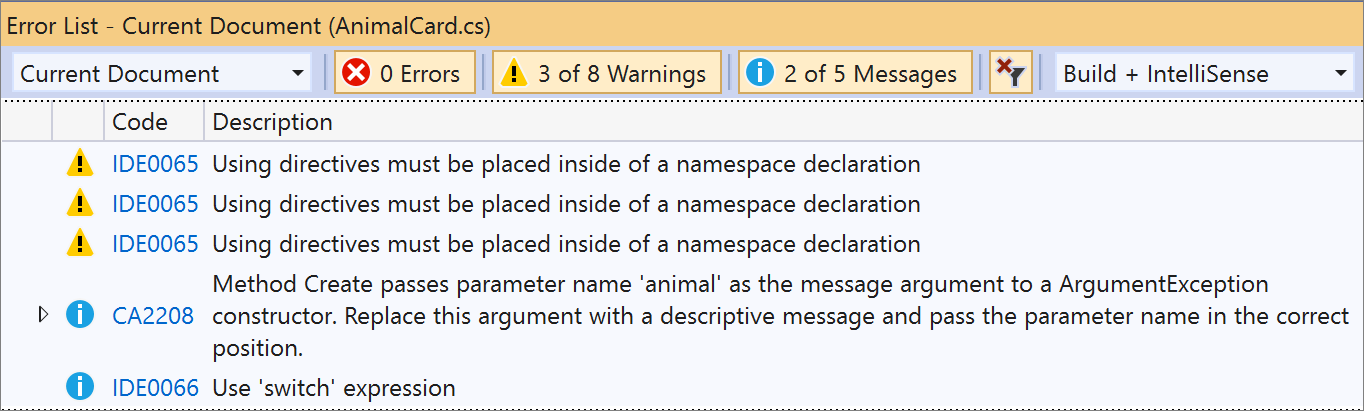 Error List - Current Document (AnimalCard.cs)
Current Document 0 Errors 3 of 8 Warnings 2 of 5 Messages Build + IntelliSense
Code Description
IDE0065 Using directives must be placed inside of a namespace declaration
IDE0065 Using directives must be placed inside of a namespace declaration
IDE0065 Using directives must be placed inside of a namespace declaration
Method Create passes parameter name 'animal' as the message argument to a ArgumentException
CA2208 constructor. Replace this argument with a descriptive message and pass the parameter name in the correct
position.
IDE0066 Use 'switch' expression